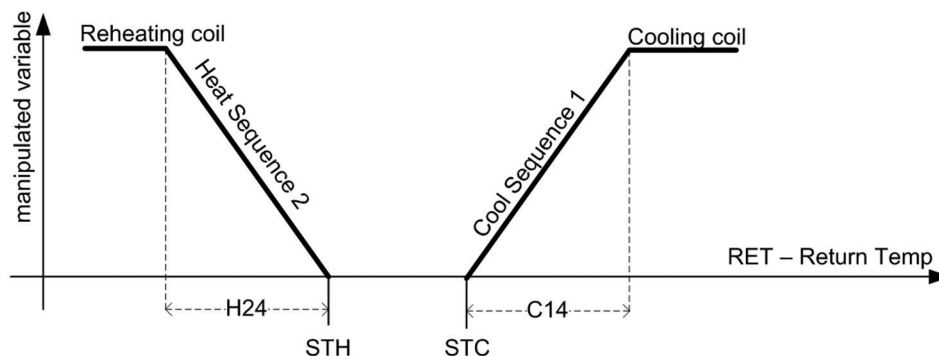 manipulated variable
Reheating coil
Cooling coil
Heat Sequence 2
Cool Sequence 1
RET – Return Temp
H24
C14
STH
STC